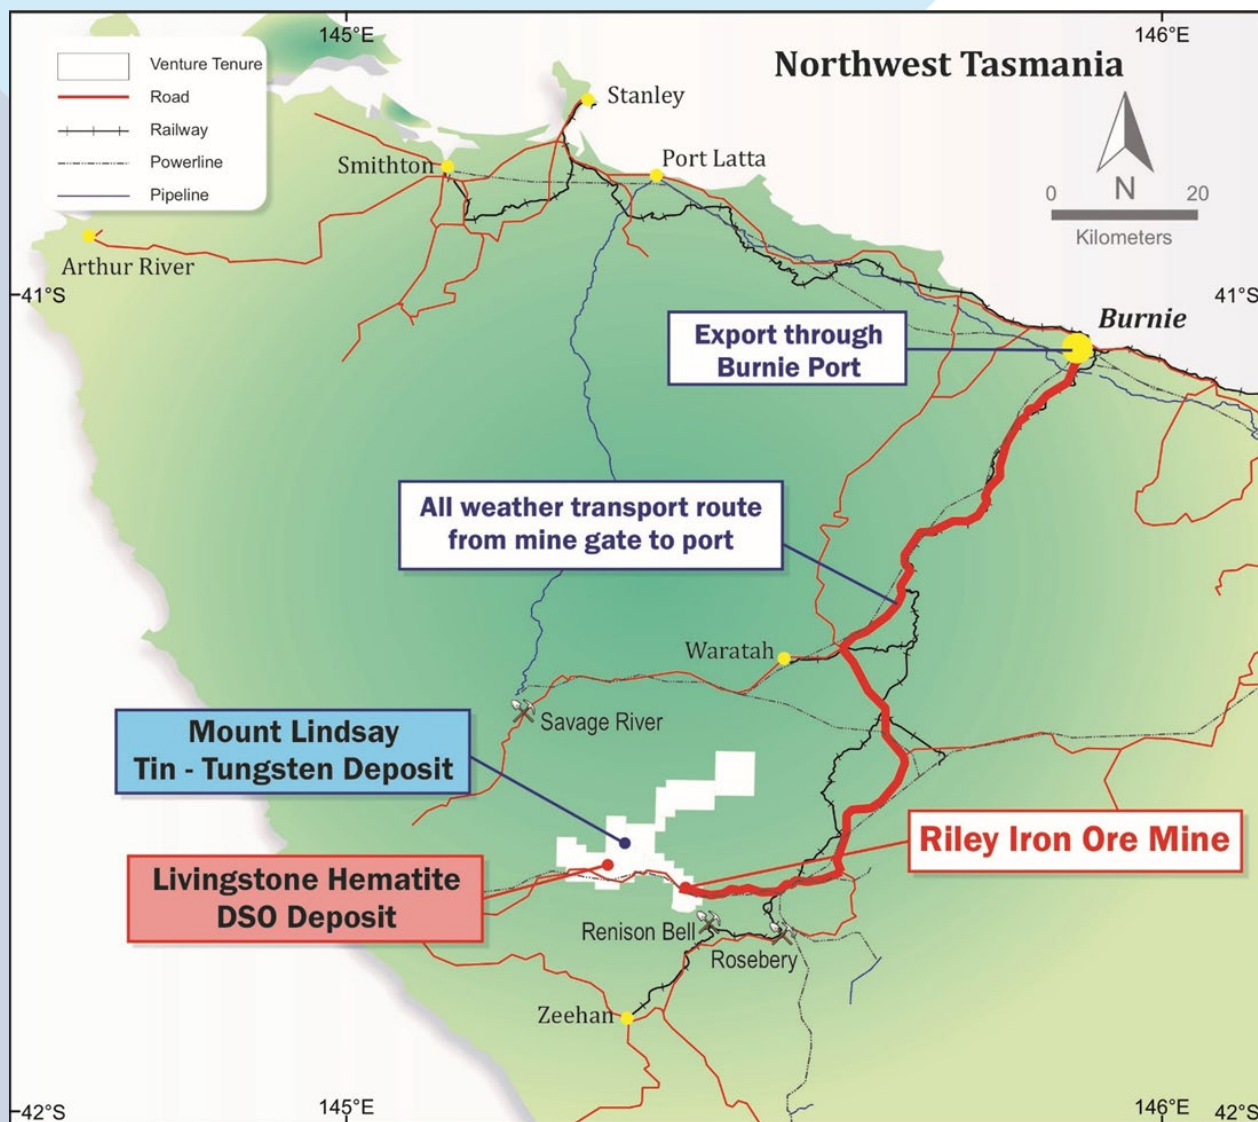 145°E
146°E
Northwest Tasmania
Venture Tenure
Road
Railway
Powerline
Pipeline
Stanley
Smithton
Port Latta
0
20
N
Kilometers
Arthur River
41°S
41°S
Burnie
Export through
Burnie Port
All weather transport route
from mine gate to port
Waratah
Savage River
Mount Lindsay
Tin - Tungsten Deposit
Riley Iron Ore Mine
Livingstone Hematite
DSO Deposit
Renison Bell
Rosebery
Zeehan
42°S
145°E
146°E
42°S